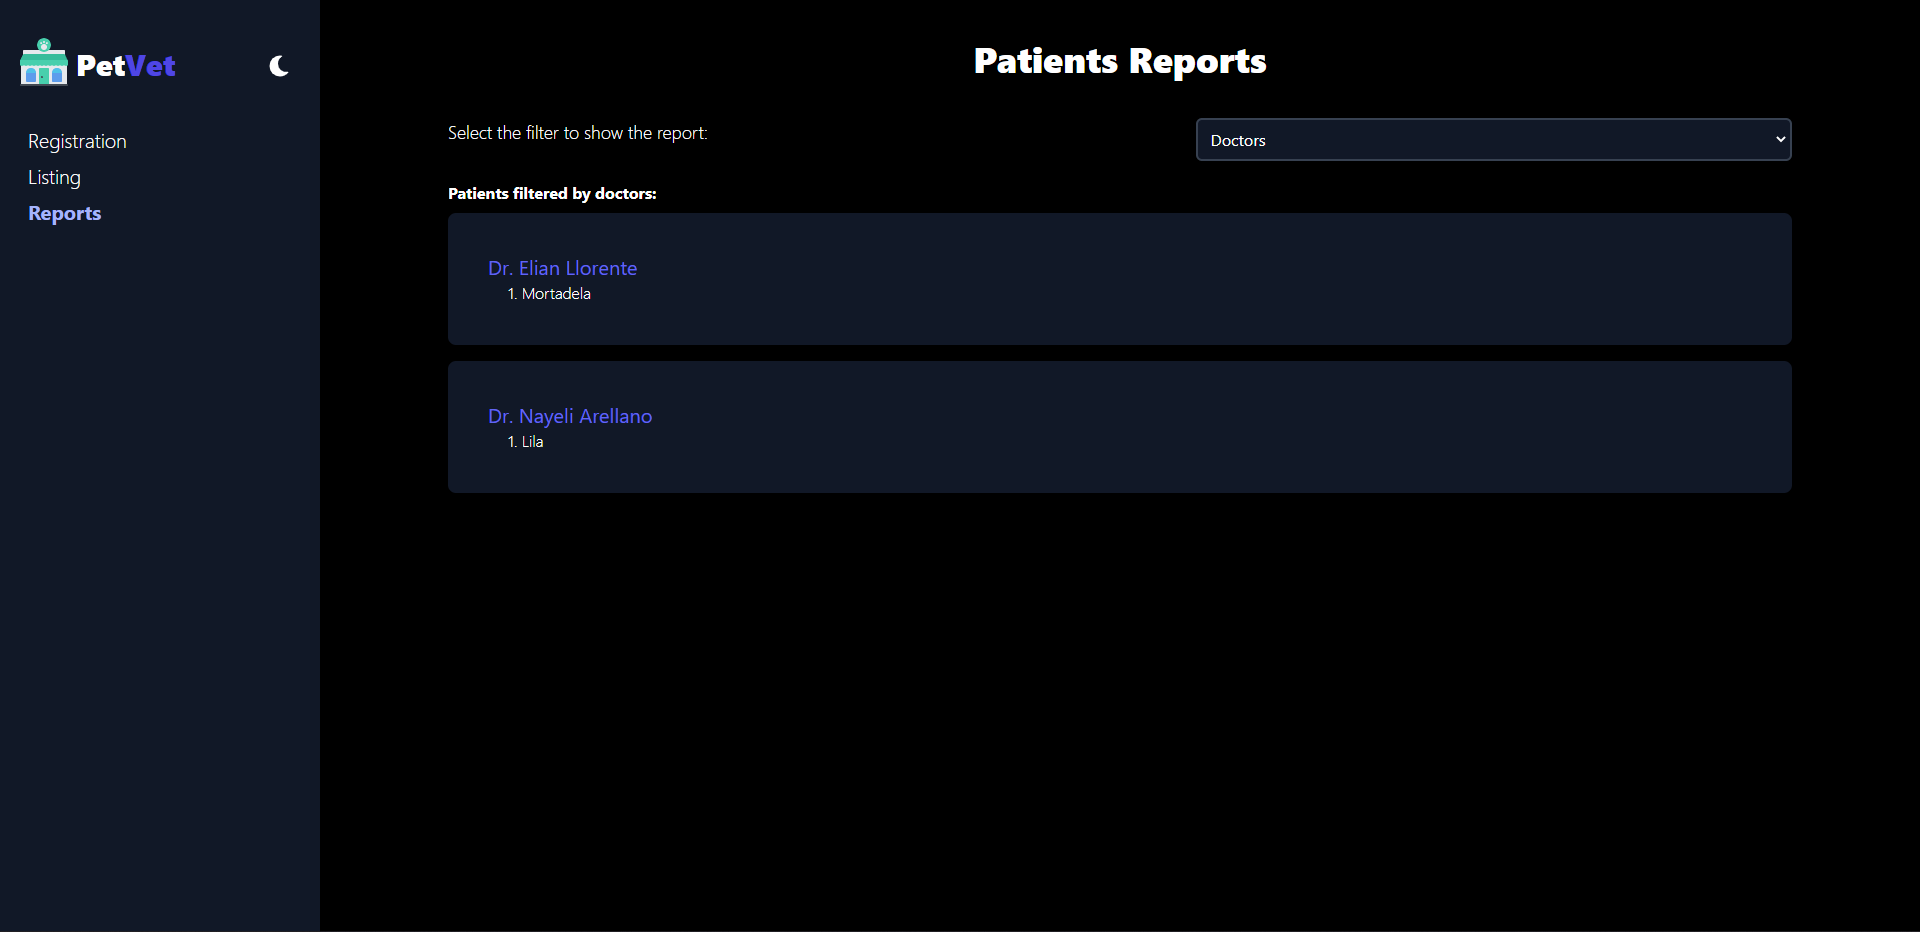 PetVet
Registration
Listing
Reports
Patients Reports
Select the filter to show the report:
Doctors
Patients filtered by doctors:
Dr. Elian Llorente
1. Mortadela
Dr. Nayeli Arellano
1. Lila